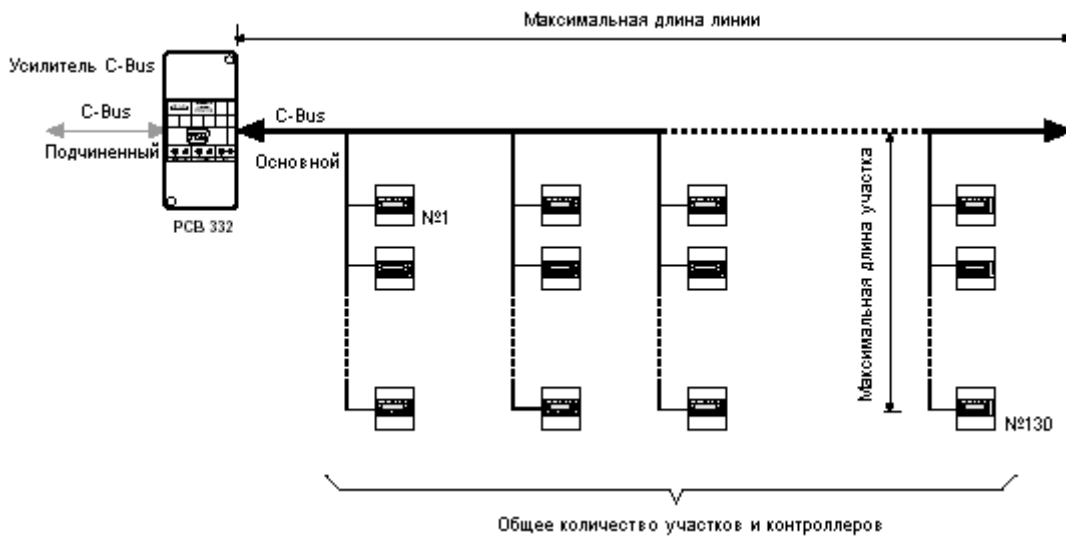 Максимальная длина линии
Усилитель C-Bus
C-Bus
C-Bus
Подчиненный
Основной
PCB 332
№1
Максимальная длина участка
№130
Общее количество участков и контроллеров